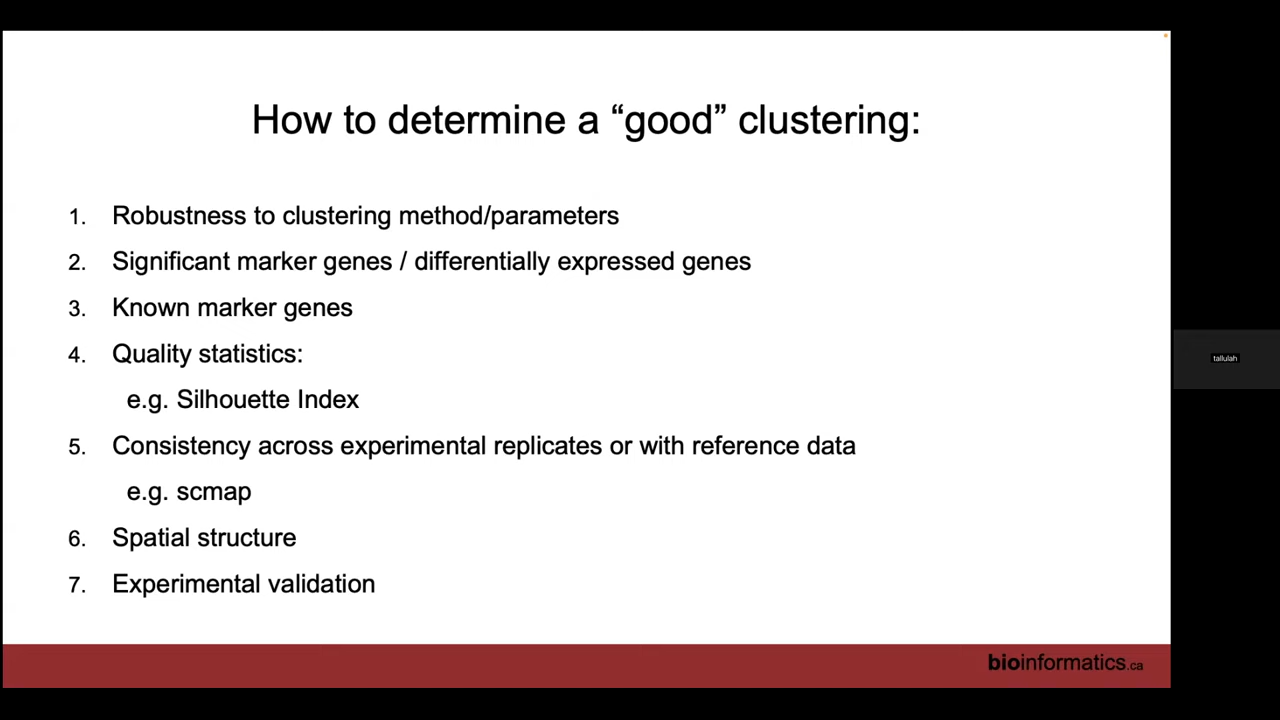 How to determine a “good” clustering:
1. Robustness to clustering method/parameters
2. Significant marker genes / differentially expressed genes
3. Known marker genes
4. Quality statistics:
e.g. Silhouette Index
5. Consistency across experimental replicates or with reference data
e.g. scmap
6. Spatial structure
7. Experimental validation
tallulah
bioinformatics.ca